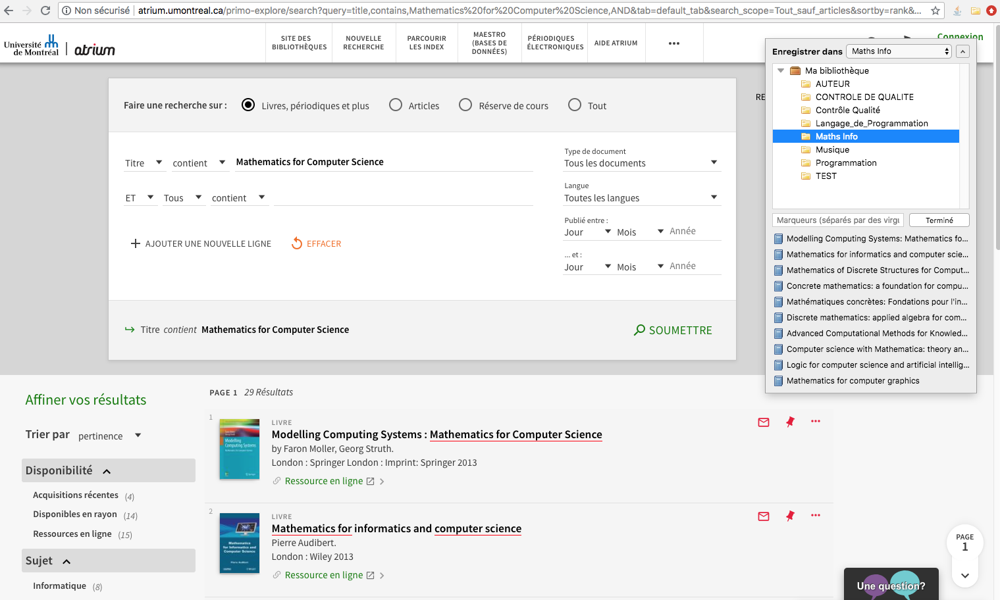 Non sécurisé | atrium.umontreal.ca/primo-explore/search?query=title,contains,Mathematics%20for%20Computer%20Science,AND&tab=default_tab&search_scope=Tout_sauf_articles&sortby=rank&...
Université de Montréal
atrium
SITE DES BIBLIOTHÈQUES
NOUVELLE RECHERCHE
PARCOURIR LES INDEX
MAESTRO (BASES DE DONNÉES)
PÉRIODIQUES ÉLECTRONIQUES
AIDE ATRIUM
•••
Connexion
Faire une recherche sur :
Livres, périodiques et plus
Articles
Réserve de cours
Tout
RE
Titre contient Mathematics for Computer Science
ET Tous contient
AJOUTER UNE NOUVELLE LIGNE
EFFACER
Type de document
Tous les documents
Langue
Toutes les langues
Publié entre :
Jour Mois Année
... et :
Jour Mois Année
Titre contient Mathematics for Computer Science
SOUMETTRE
Enregistrer dans Maths Info
Ma bibliothèque
AUTEUR
CONTROLE DE QUALITE
Contrôle Qualité
Langage_de_Programmation
Maths Info
Musique
Programmation
TEST
Marqueurs (séparés par des virgu
Terminé
Modelling Computing Systems: Mathematics fo...
Mathematics for informatics and computer scie...
Mathematics of Discrete Structures for Comput...
Concrete mathematics: a foundation for compu...
Mathématiques concrètes: Fondations pour l'in...
Discrete mathematics: applied algebra for com...
Advanced Computational Methods for Knowled...
Computer science with Mathematica: theory an...
Logic for computer science and artificial intellig...
Mathematics for computer graphics
Affiner vos résultats
Trier par pertinence
Disponibilité
Acquisitions récentes (4)
Disponibles en rayon (14)
Ressources en ligne (15)
Sujet
Informatique (8)
PAGE 1 29 Résultats
1
Modelling
Computing Systems
LIVRE
Modelling Computing Systems : Mathematics for Computer Science
by Faron Moller, Georg Struth.
London : Springer London : Imprint: Springer 2013
Ressource en ligne
2
Mathematics
for Informatics and
Computer Science
Pierre Audibert
LIVRE
Mathematics for informatics and computer science
Pierre Audibert.
London : Wiley 2013
Ressource en ligne
PAGE
1
Une question?